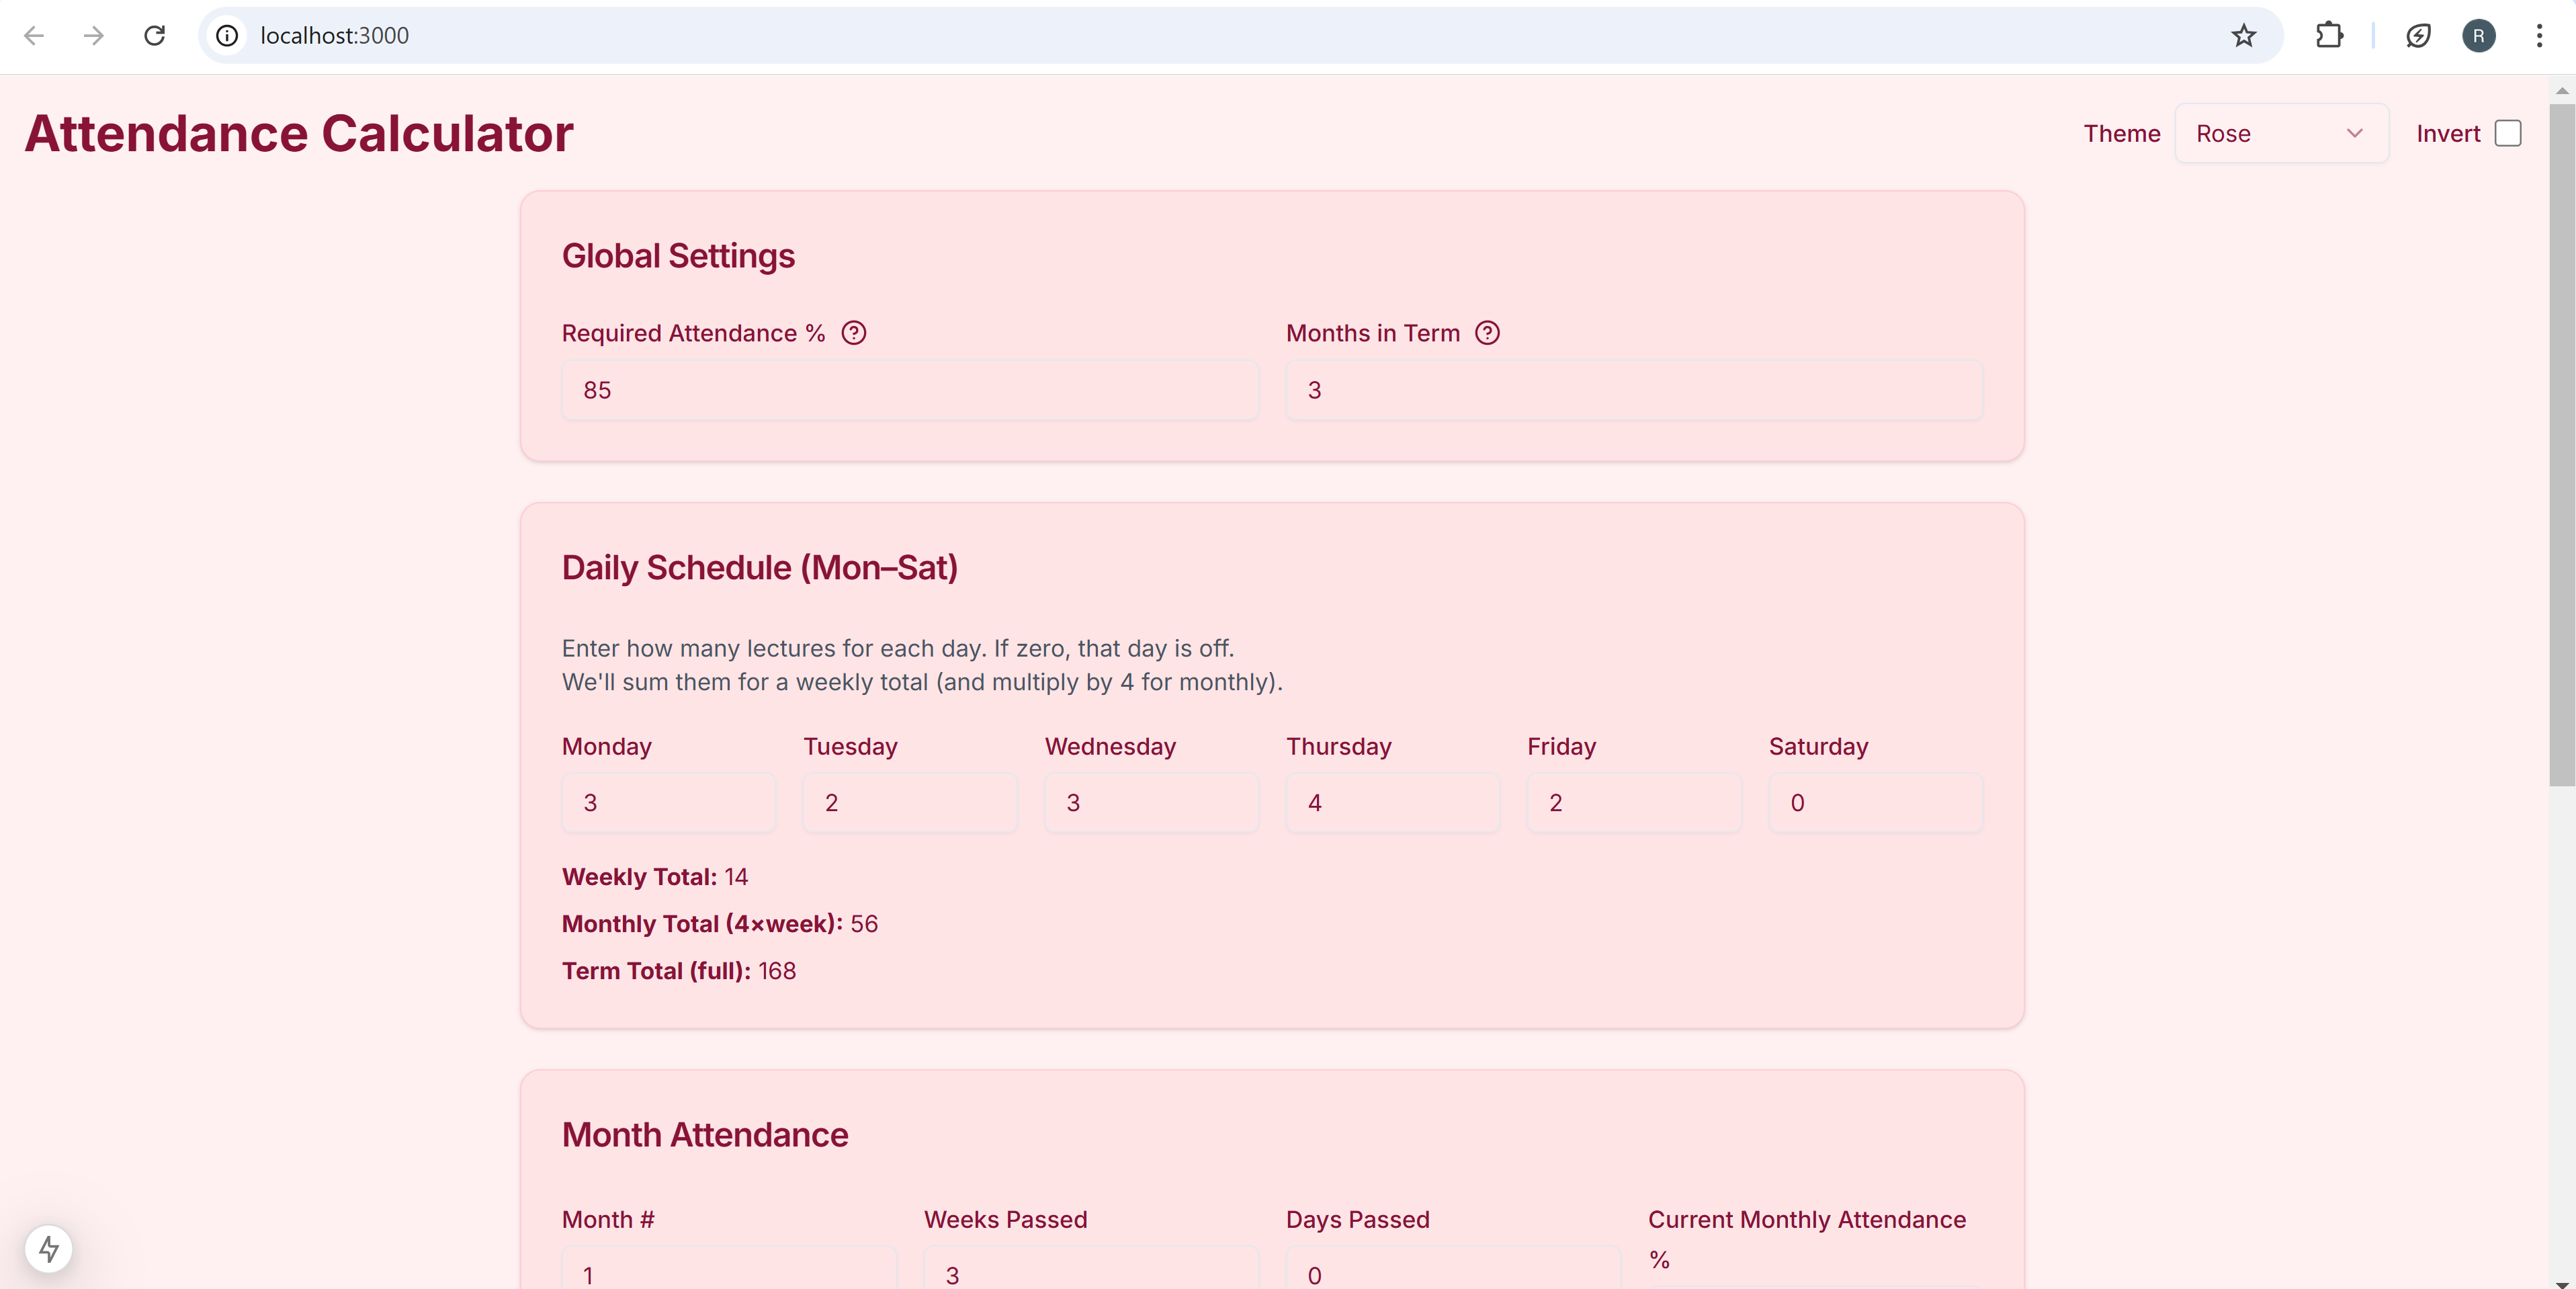 localhost:3000
R
Attendance Calculator
Theme Rose Invert
Global Settings
Required Attendance % ? Months in Term ?
85 3
Daily Schedule (Mon–Sat)
Enter how many lectures for each day. If zero, that day is off.
We'll sum them for a weekly total (and multiply by 4 for monthly).
Monday Tuesday Wednesday Thursday Friday Saturday
3 2 3 4 2 0
Weekly Total: 14
Monthly Total (4×week): 56
Term Total (full): 168
Month Attendance
Month # Weeks Passed Days Passed Current Monthly Attendance
%
1 3 0